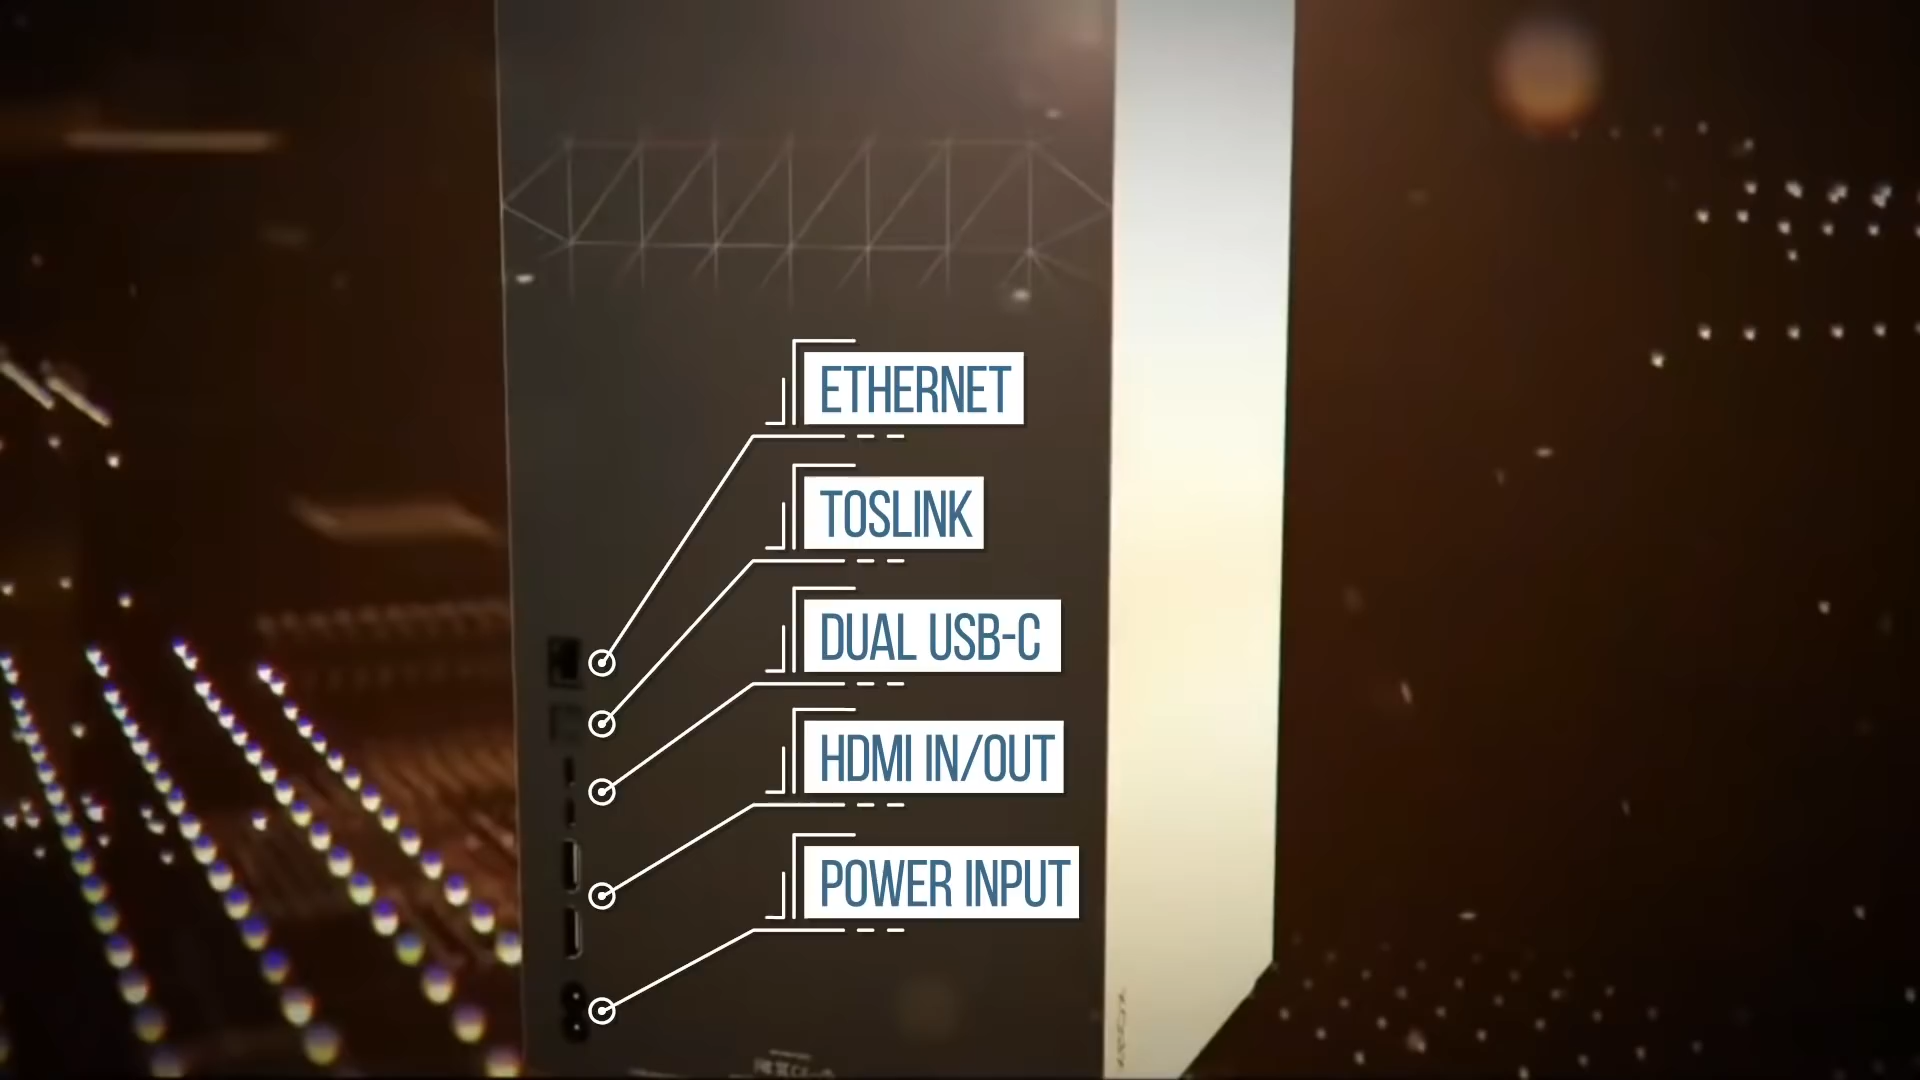 ETHERNET
TOSLINK
DUAL USB-C
HDMI IN/OUT
POWER INPUT